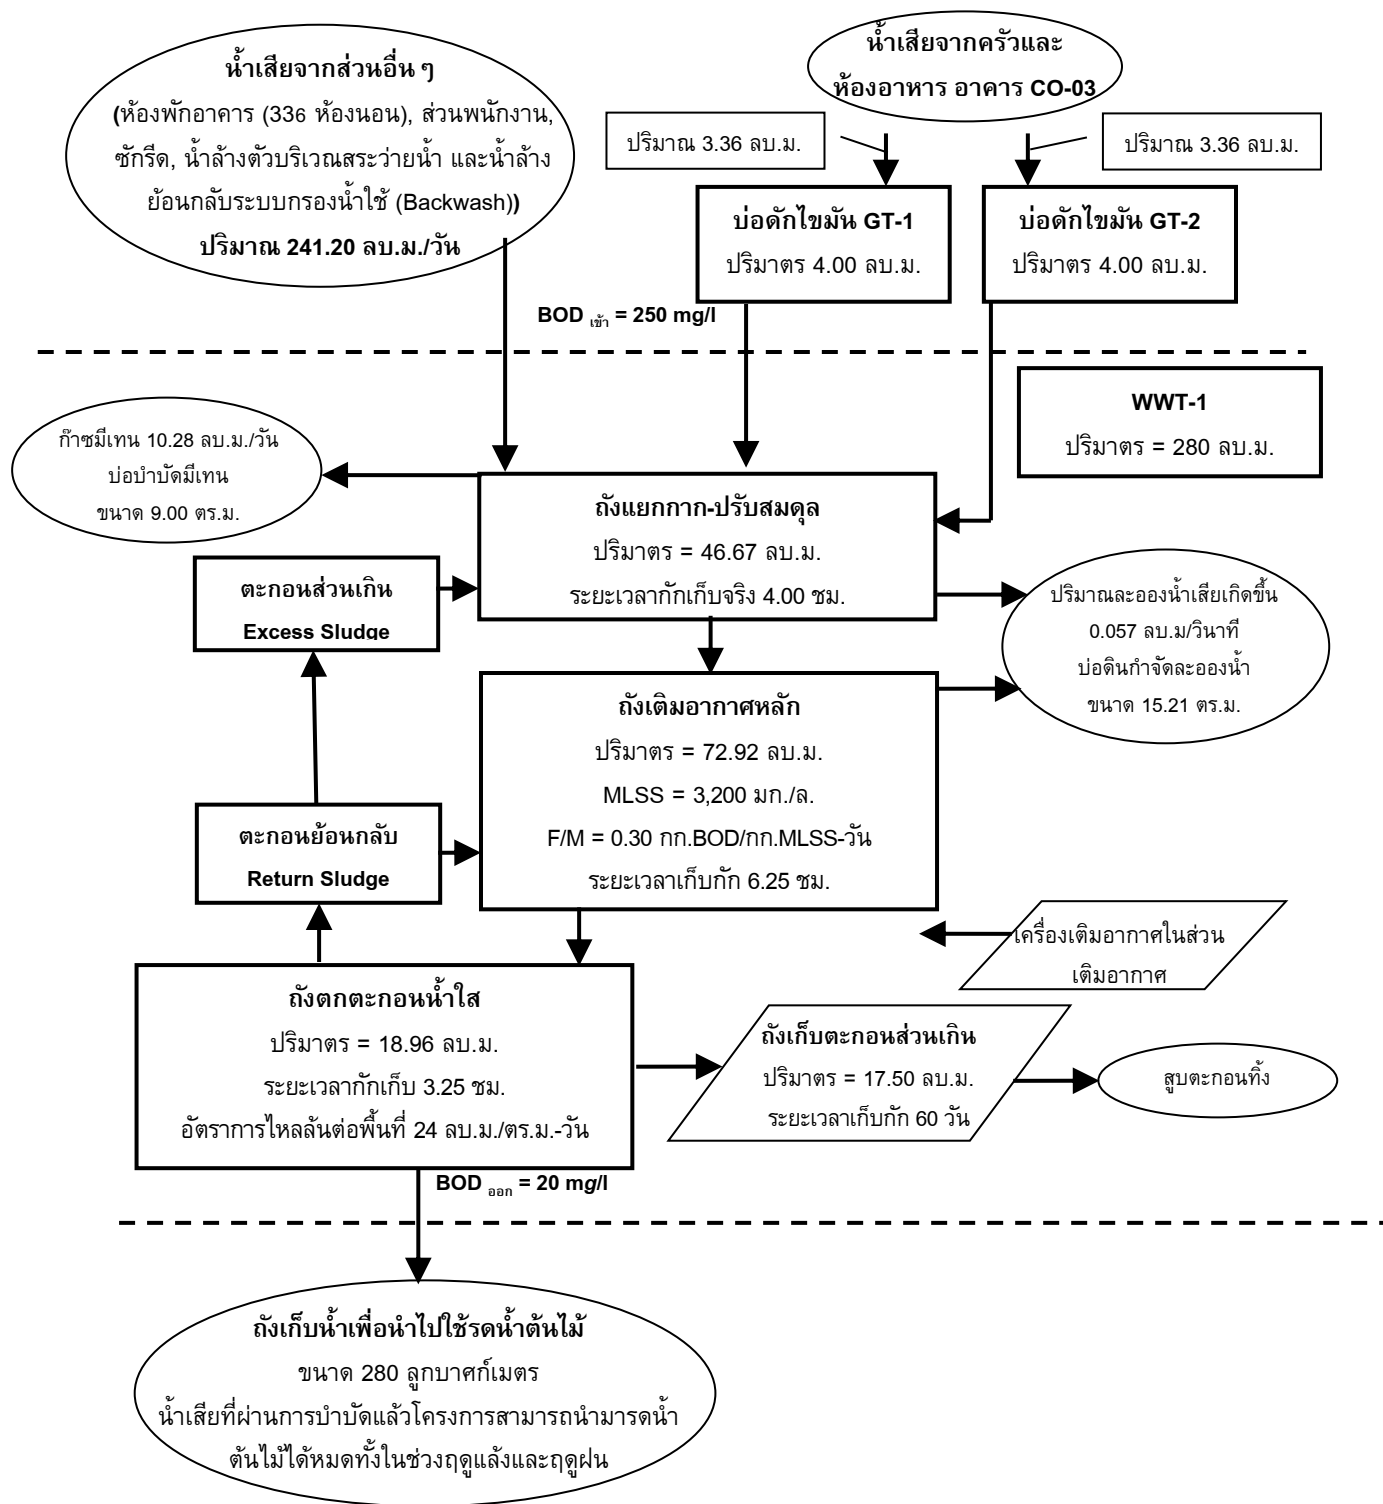 น้ำเสียจากส่วนอื่น ๆ
(ห้องพักอาคาร (336 ห้องนอน), ส่วนพนักงาน,
ซักรีด, น้ำล้างตัวบริเวณสระว่ายน้ำ และน้ำล้าง
ย้อนกลับระบบกรองน้ำใช้ (Backwash))
ปริมาณ 241.20 ลบ.ม./วัน
น้ำเสียจากครัวและ
ห้องอาหาร อาคาร CO-03
ปริมาณ 3.36 ลบ.ม.
ปริมาณ 3.36 ลบ.ม.
บ่อดักไขมัน GT-1
ปริมาตร 4.00 ลบ.ม.
บ่อดักไขมัน GT-2
ปริมาตร 4.00 ลบ.ม.
BOD เข้า = 250 mg/l
WWT-1
ปริมาตร = 280 ลบ.ม.
ก๊าซมีเทน 10.28 ลบ.ม./วัน
บ่อบำบัดมีเทน
ขนาด 9.00 ตร.ม.
ถังแยกกาก-ปรับสมดุล
ปริมาตร = 46.67 ลบ.ม.
ระยะเวลากักเก็บจริง 4.00 ชม.
ตะกอนส่วนเกิน
Excess Sludge
ปริมาณละอองน้ำเสียเกิดขึ้น
0.057 ลบ.ม/วินาที
บ่อดินกำจัดละอองน้ำ
ขนาด 15.21 ตร.ม.
ถังเติมอากาศหลัก
ปริมาตร = 72.92 ลบ.ม.
MLSS = 3,200 มก./ล.
F/M = 0.30 กก.BOD/กก.MLSS-วัน
ระยะเวลาเก็บกัก 6.25 ชม.
ตะกอนย้อนกลับ
Return Sludge
เครื่องเติมอากาศในส่วน
เติมอากาศ
ถังตกตะกอนน้ำใส
ปริมาตร = 18.96 ลบ.ม.
ระยะเวลากักเก็บ 3.25 ชม.
อัตราการไหลล้นต่อพื้นที่ 24 ลบ.ม./ตร.ม.-วัน
ถังเก็บตะกอนส่วนเกิน
ปริมาตร = 17.50 ลบ.ม.
ระยะเวลาเก็บกัก 60 วัน
สูบตะกอนทิ้ง
BOD ออก = 20 mg/l
ถังเก็บน้ำเพื่อนำไปใช้รดน้ำต้นไม้
ขนาด 280 ลูกบาศก์เมตร
น้ำเสียที่ผ่านการบำบัดแล้วโครงการสามารถนำมารดน้ำ
ต้นไม้ได้หมดทั้งในช่วงฤดูแล้งและฤดูฝน